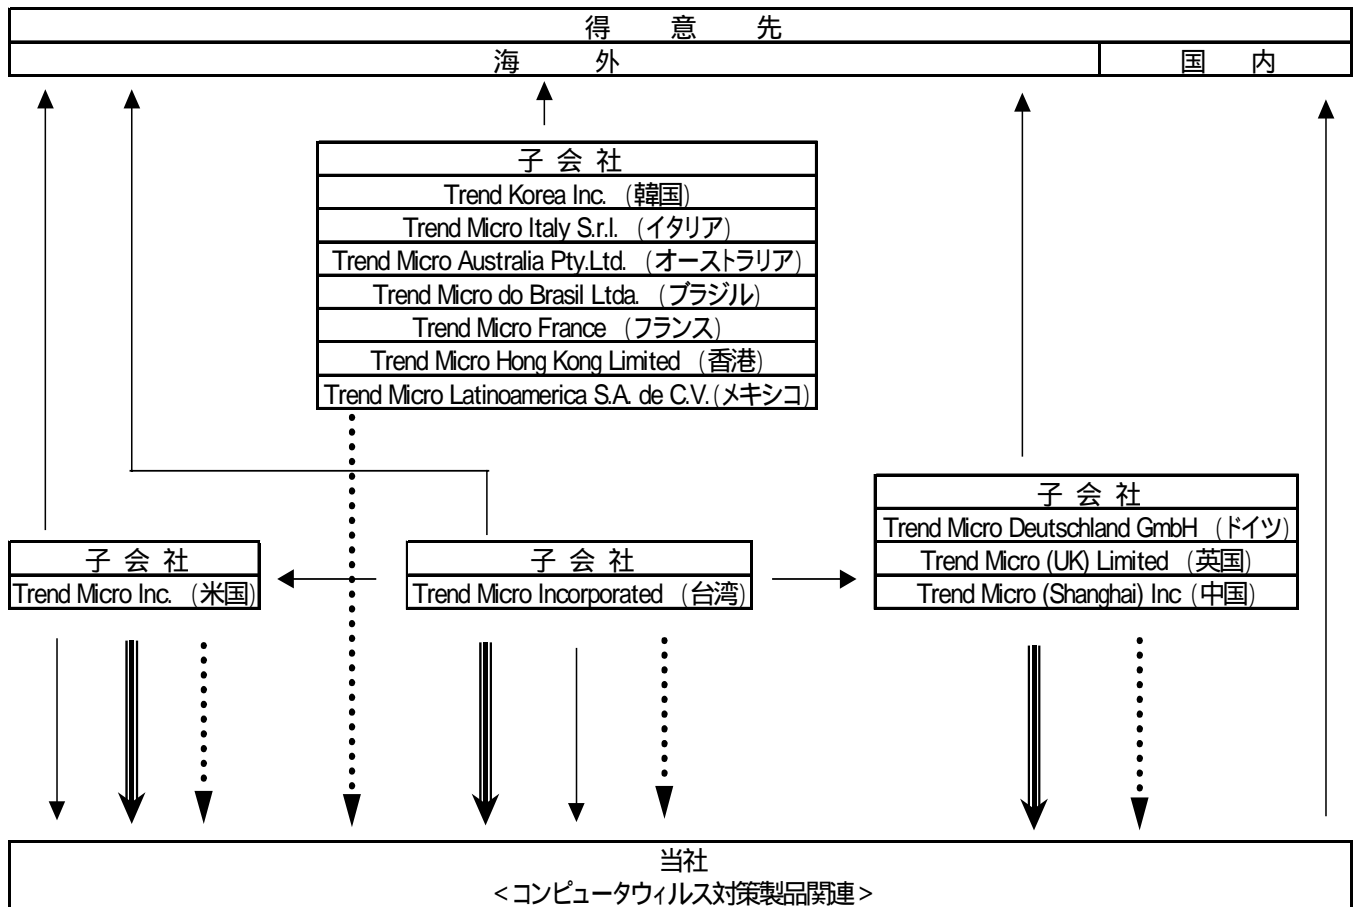 得 意 先
海 外
国 内
子 会 社
Trend Korea Inc. (韓国)
Trend Micro Italy S.r.l. (イタリア)
Trend Micro Australia Pty.Ltd. (オーストラリア)
Trend Micro do Brasil Ltda. (ブラジル)
Trend Micro France (フランス)
Trend Micro Hong Kong Limited (香港)
Trend Micro Latinoamerica S.A. de C.V.(メキシコ)
子 会 社
Trend Micro Deutschland GmbH (ドイツ)
Trend Micro (UK) Limited (英国)
Trend Micro (Shanghai) Inc (中国)
子 会 社
Trend Micro Inc. (米国)
子 会 社
Trend Micro Incorporated (台湾)
当社
<コンピュータウィルス対策製品関連>